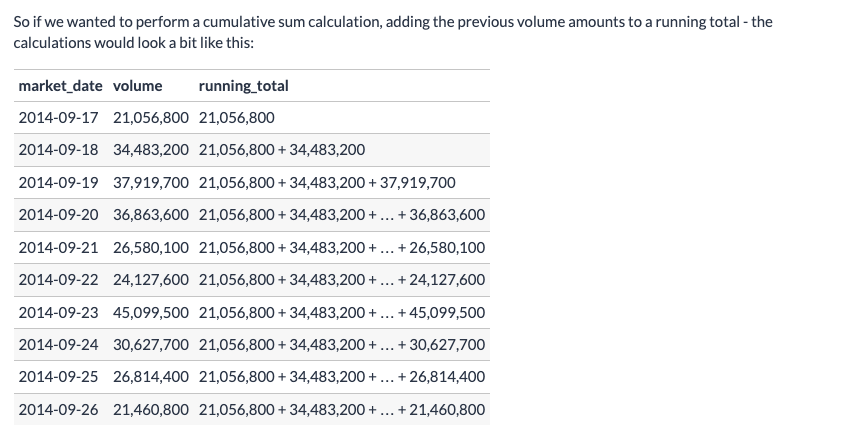 So if we wanted to perform a cumulative sum calculation, adding the previous volume amounts to a running total - the
calculations would look a bit like this:
market_date volume running_total
2014-09-17 21,056,800 21,056,800
2014-09-18 34,483,200 21,056,800 + 34,483,200
2014-09-19 37,919,700 21,056,800 + 34,483,200 + 37,919,700
2014-09-20 36,863,600 21,056,800 + 34,483,200 + … + 36,863,600
2014-09-21 26,580,100 21,056,800 + 34,483,200 + … + 26,580,100
2014-09-22 24,127,600 21,056,800 + 34,483,200 + … + 24,127,600
2014-09-23 45,099,500 21,056,800 + 34,483,200 + … + 45,099,500
2014-09-24 30,627,700 21,056,800 + 34,483,200 + … + 30,627,700
2014-09-25 26,814,400 21,056,800 + 34,483,200 + … + 26,814,400
2014-09-26 21,460,800 21,056,800 + 34,483,200 + … + 21,460,800